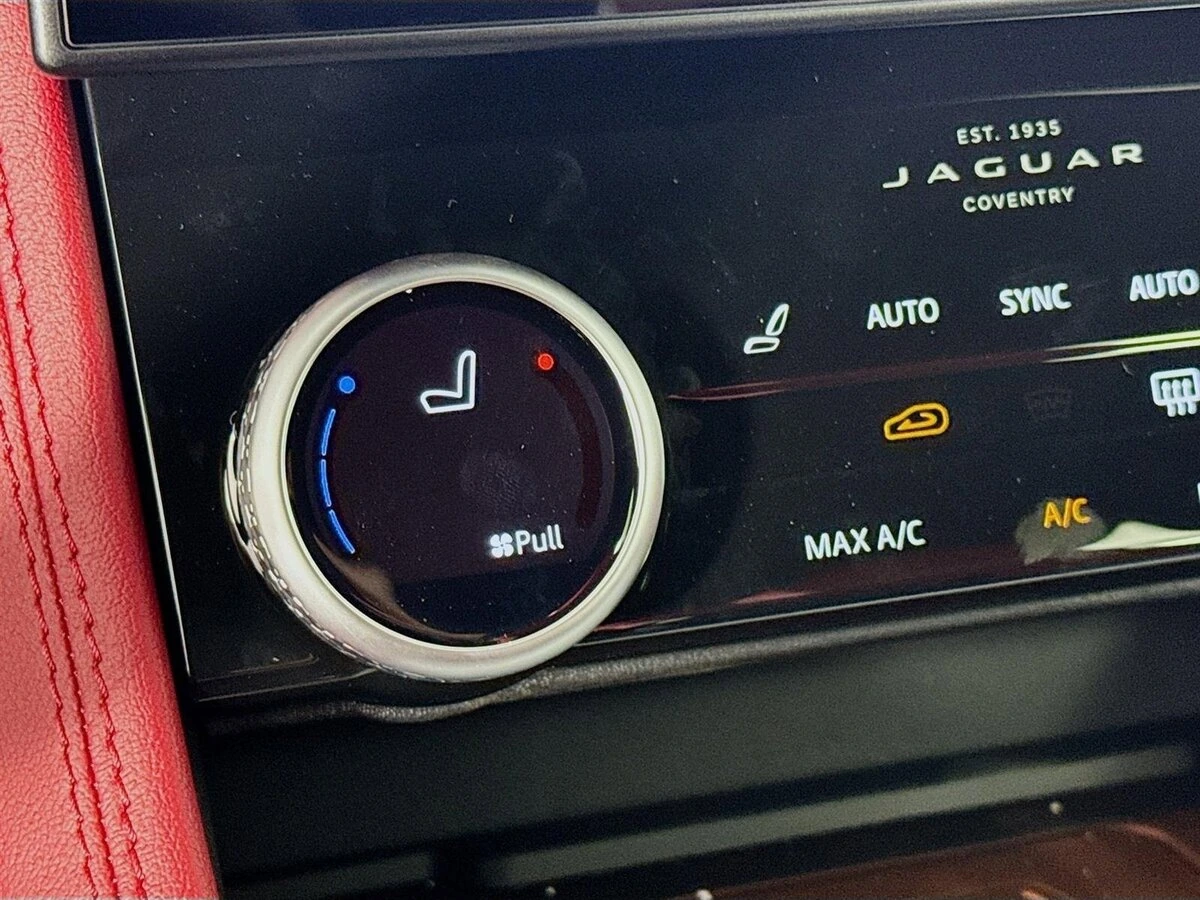 EST. 1935
JAGUAR
COVENTRY
AUTO SYNC AUTO
Pull
MAX A/C A/C